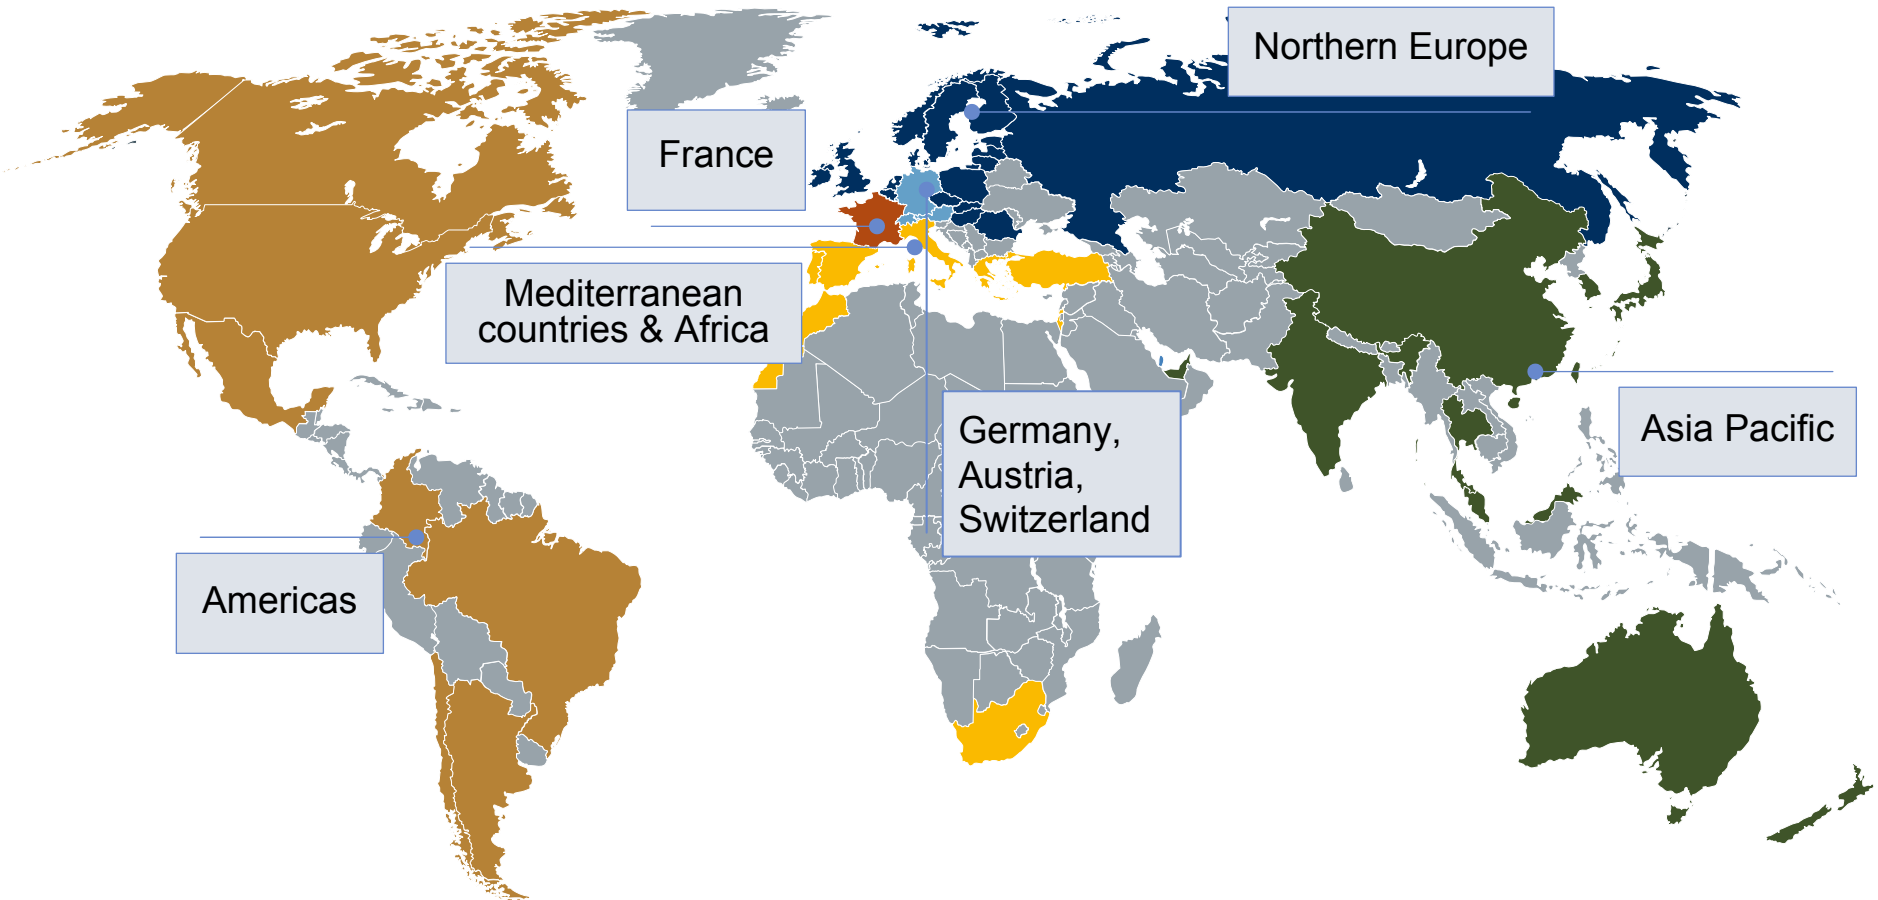 Northern Europe
France
Mediterranean
countries & Africa
Germany,
Austria,
Switzerland
Asia Pacific
Americas